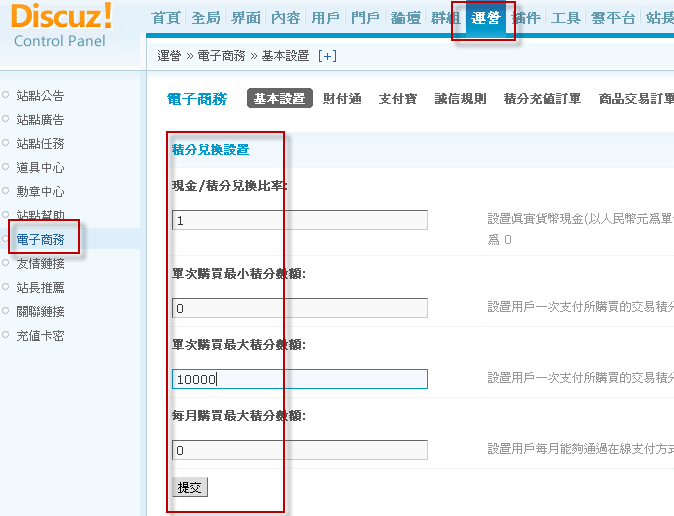 Discuz!
Control Panel
首頁 全局 界面 內容 用戶 門戶 論壇 群組 運營 插件 工具 雲平台 站長
運營 » 電子商務 » 基本設置 [+]
站點公告
站點廣告
站點任務
道具中心
勳章中心
站點幫助
電子商務
友情鏈接
站長推薦
關聯鏈接
充值卡密
電子商務 基本設置 財付通 支付寶 誠信規則 積分充值訂單 商品交易訂單
積分兌換設置
現金/積分兌換比率:
1
設置真實貨幣現金(以人民幣元爲單
爲 0
單次購買最小積分數額:
0
設置用戶一次支付所購買的交易積分
單次購買最大積分數額:
10000
設置用戶一次支付所購買的交易積分
每月購買最大積分數額:
0
設置用戶每月能夠通過在線支付方式
提交